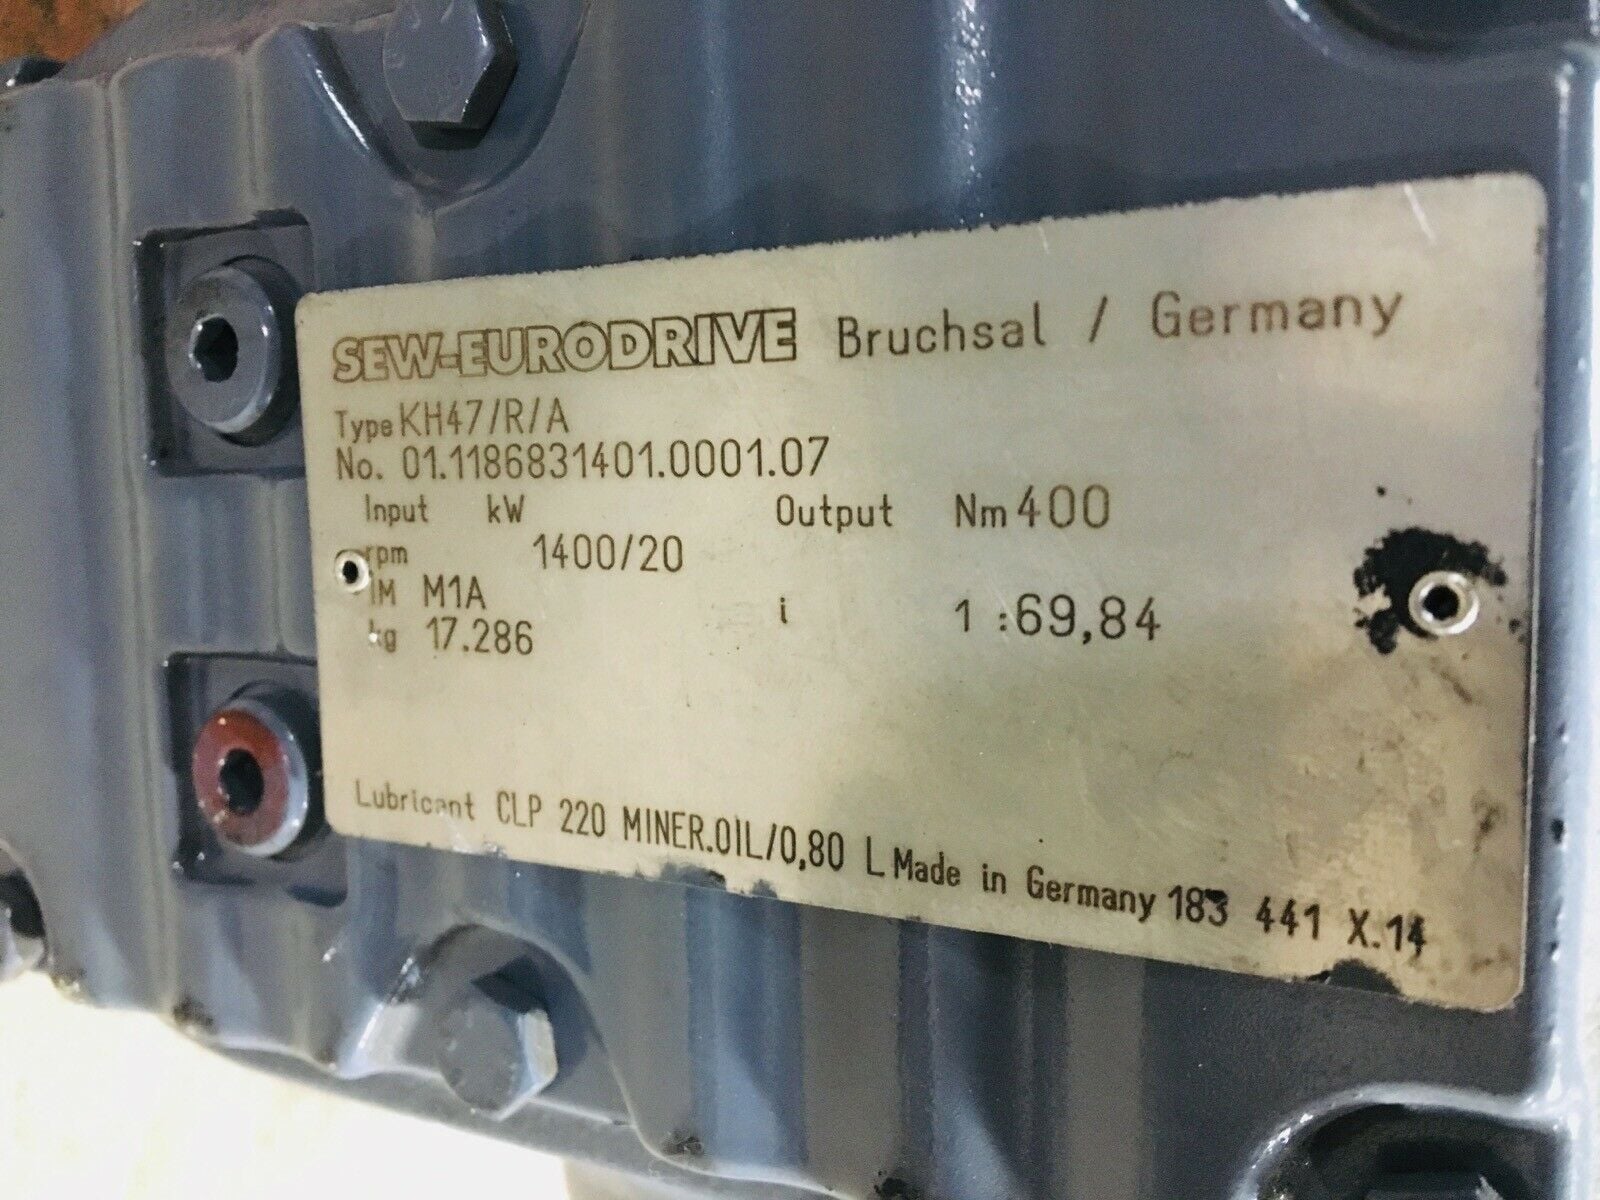 SEW-EURODRIVE Bruchsal / Germany
Type KH47/R/A
No. 01.1186831401.0001.07
Input kW Output Nm 400
rpm 1400/20
IM M1A i 1 :69,84
kg 17.286
Lubricant CLP 220 MINER.OIL/0,80 L Made in Germany 183 441 X.14